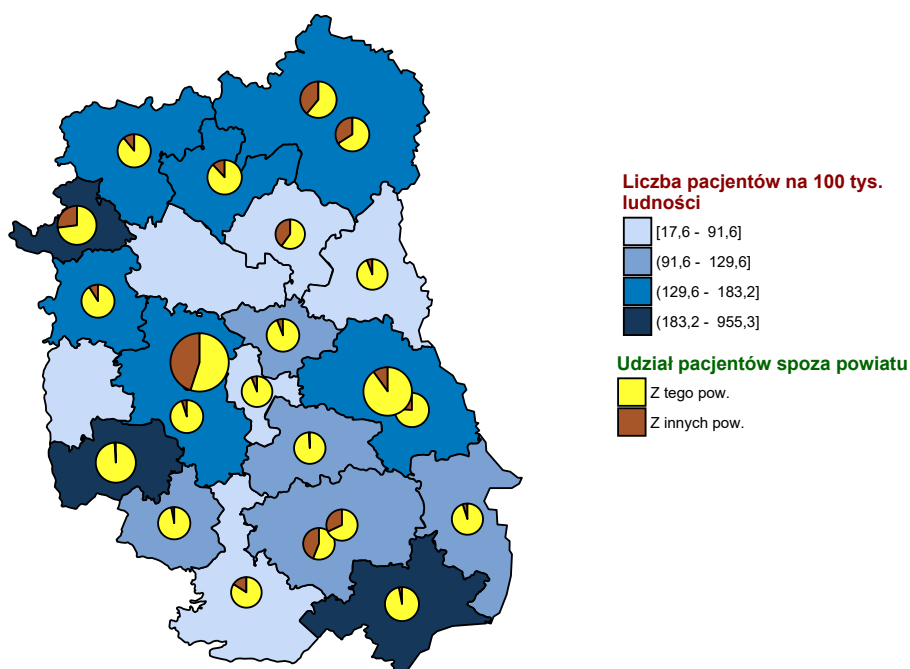 Liczba pacjentów na 100 tys.
ludności
[17,6 - 91,6]
(91,6 - 129,6]
(129,6 - 183,2]
(183,2 - 955,3]
Udział pacjentów spoza powiatu
Z tego pow.
Z innych pow.